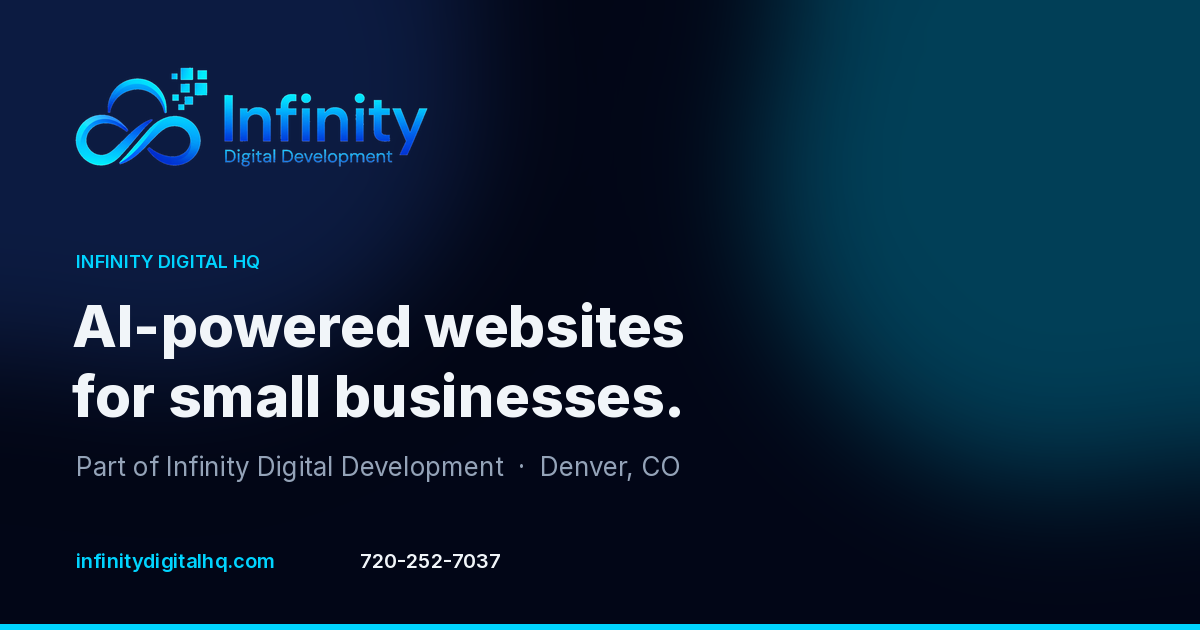 Infinity
Digital Development
INFINITY DIGITAL HQ
AI-powered websites
for small businesses.
Part of Infinity Digital Development · Denver, CO
infinitydigitalhq.com 720-252-7037